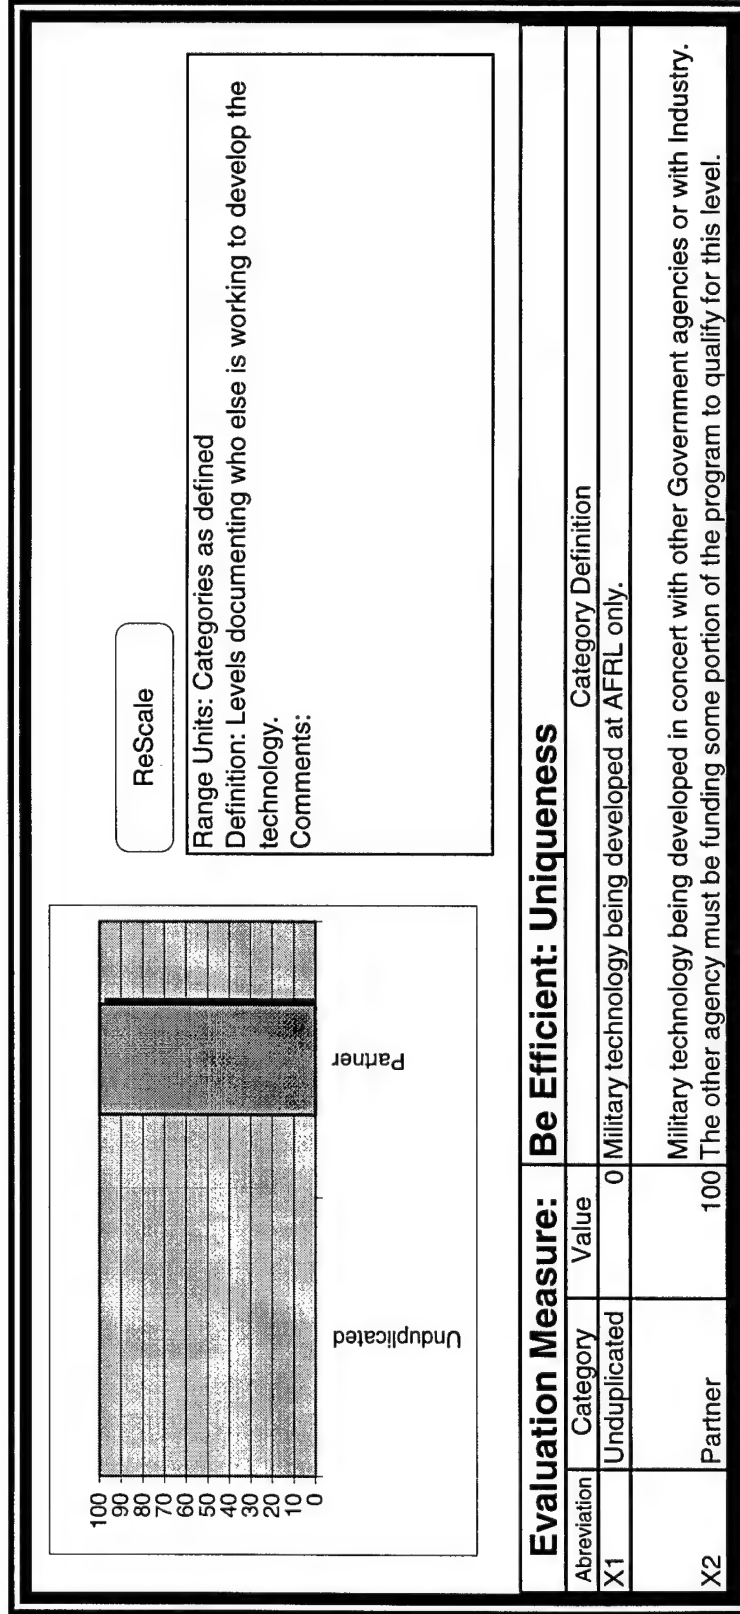 100
90
80
70
60
50
40
30
20
10
0
Unduplicated
Partner
ReScale
Range Units: Categories as defined
Definition: Levels documenting who else is working to develop the
technology.
Comments:
Evaluation Measure: Be Efficient: Uniqueness
Abreviation Category Value Category Definition
X1 Unduplicated 0 Military technology being developed at AFRL only.
Military technology being developed in concert with other Government agencies or with Industry.
X2 Partner 100 The other agency must be funding some portion of the program to qualify for this level.